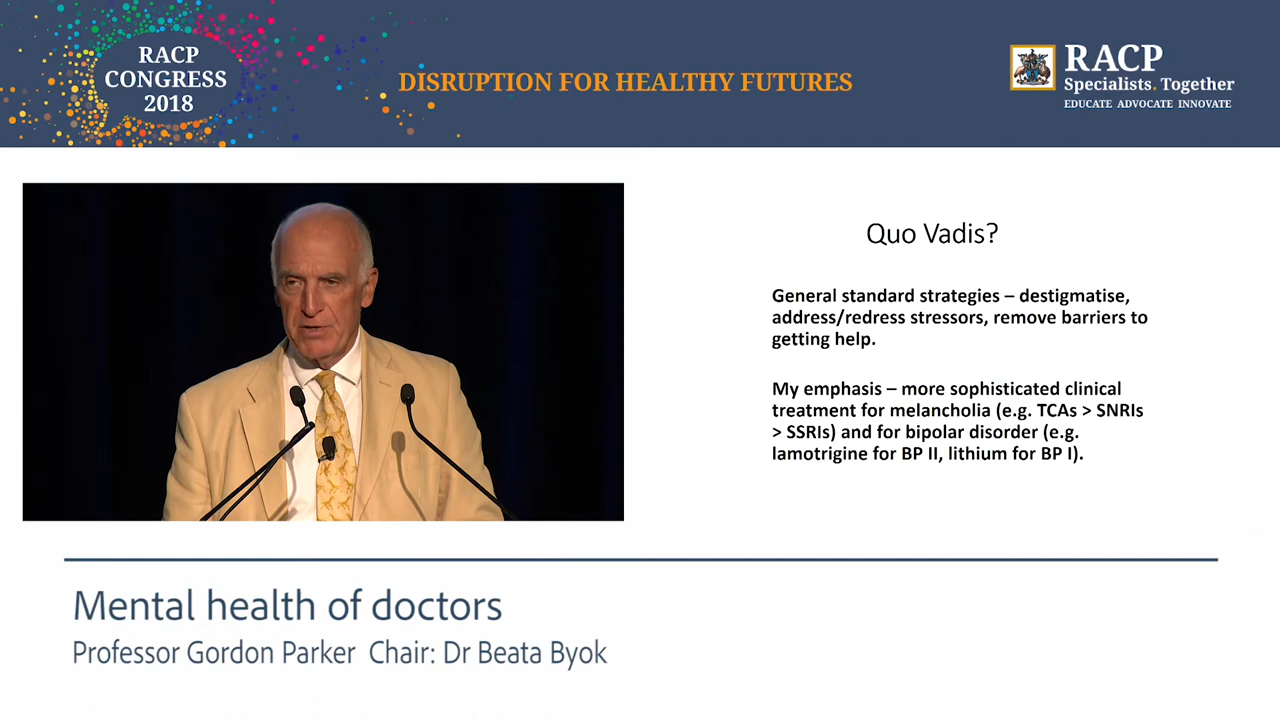 RACP
CONGRESS
2018
DISRUPTION FOR HEALTHY FUTURES
RACP
Specialists. Together
EDUCATE ADVOCATE INNOVATE
Quo Vadis?
General standard strategies – destigmatise,
address/redress stressors, remove barriers to
getting help.
My emphasis – more sophisticated clinical
treatment for melancholia (e.g. TCAs > SNRIs
> SSRIs) and for bipolar disorder (e.g.
lamotrigine for BP II, lithium for BP I).
Mental health of doctors
Professor Gordon Parker Chair: Dr Beata Byok